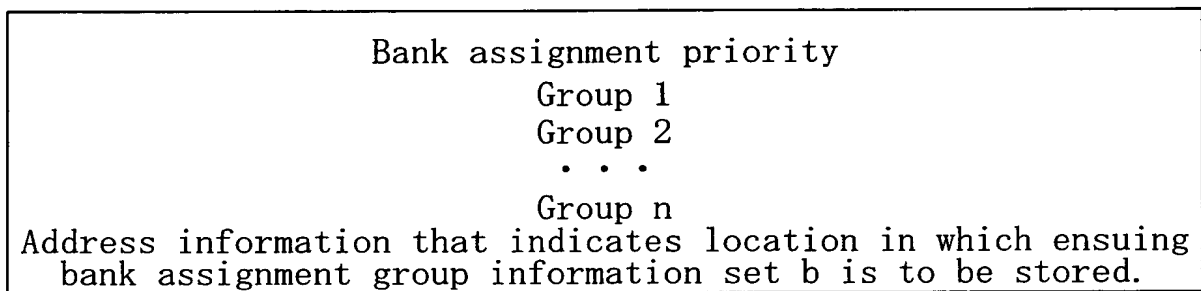 Bank assignment priority
Group 1
Group 2
· · ·
Group n
Address information that indicates location in which ensuing
bank assignment group information set b is to be stored.